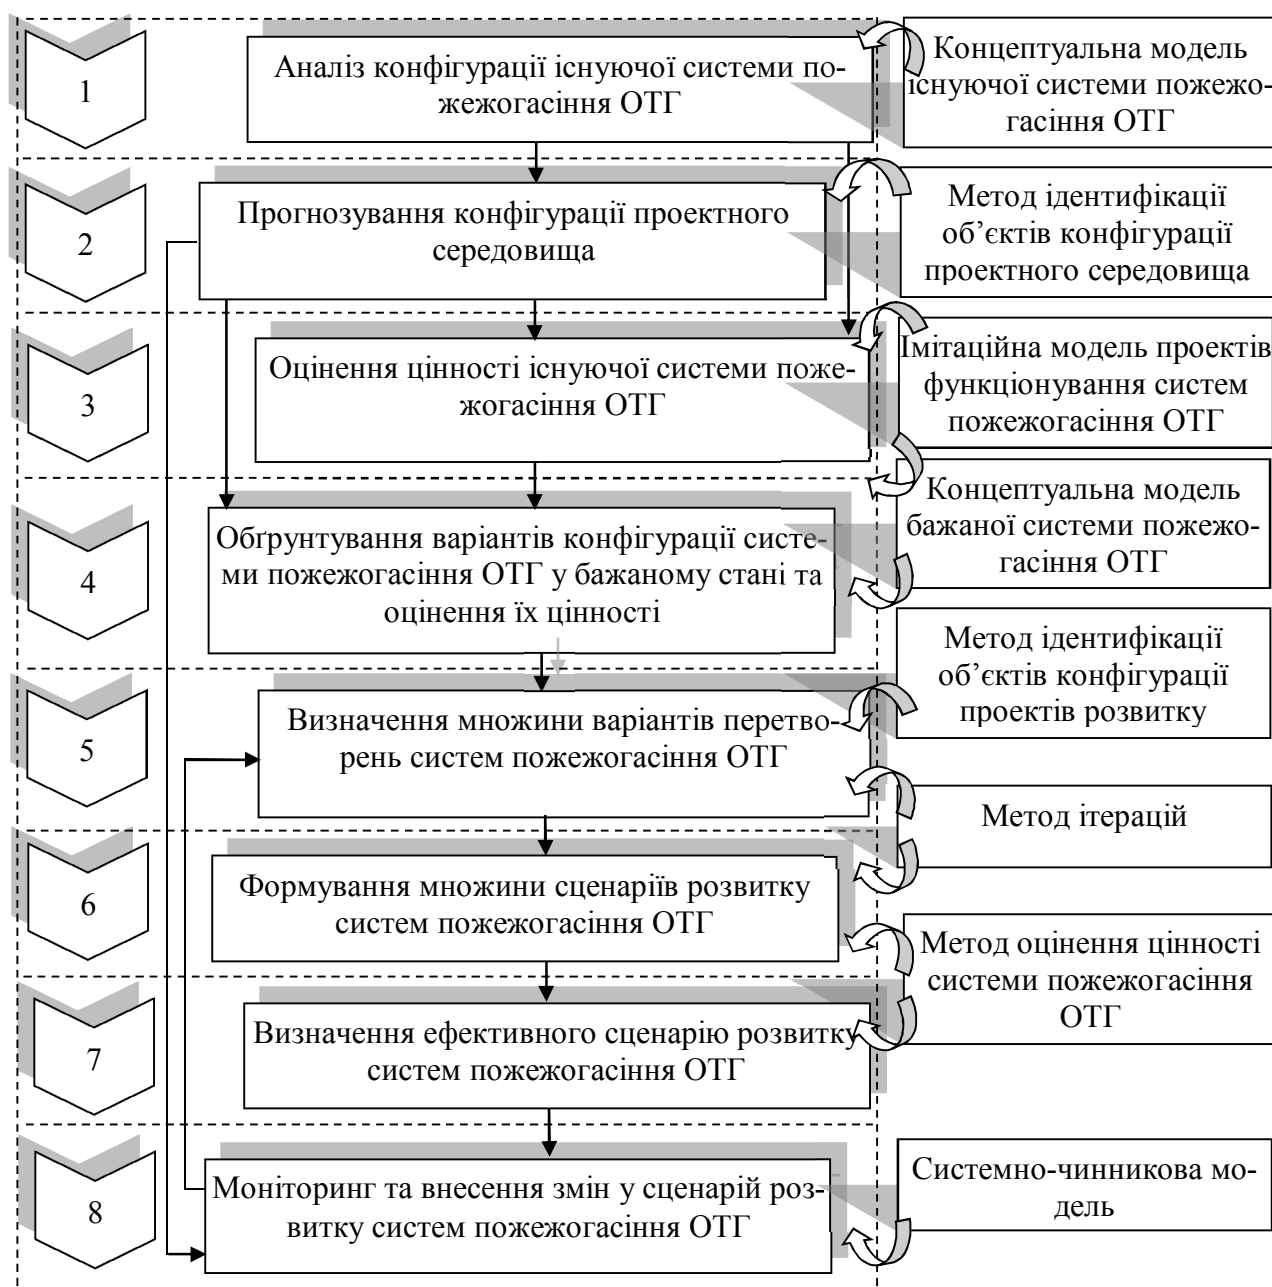 1
Аналіз конфігурації існуючої системи по-
жежогасіння ОТГ
Концептуальна модель
існуючої системи пожежо-
гасіння ОТГ
2
Прогнозування конфігурації проектного
середовища
Метод ідентифікації
об’єктів конфігурації
проектного середовища
3
Оцінення цінності існуючої системи поже-
жогасіння ОТГ
Імітаційна модель проектів
функціонування систем
пожежогасіння ОТГ
4
Обґрунтування варіантів конфігурації систе-
ми пожежогасіння ОТГ у бажаному стані та
оцінення їх цінності
Концептуальна модель
бажаної системи пожежо-
гасіння ОТГ
5
Визначення множини варіантів перетво-
рень систем пожежогасіння ОТГ
Метод ідентифікації
об’єктів конфігурації
проектів розвитку
Метод ітерацій
6
Формування множини сценаріїв розвитку
систем пожежогасіння ОТГ
Метод оцінення цінності
системи пожежогасіння
ОТГ
7
Визначення ефективного сценарію розвитку
систем пожежогасіння ОТГ
8
Моніторинг та внесення змін у сценарій роз-
витку систем пожежогасіння ОТГ
Системно-чинникова мо-
дель